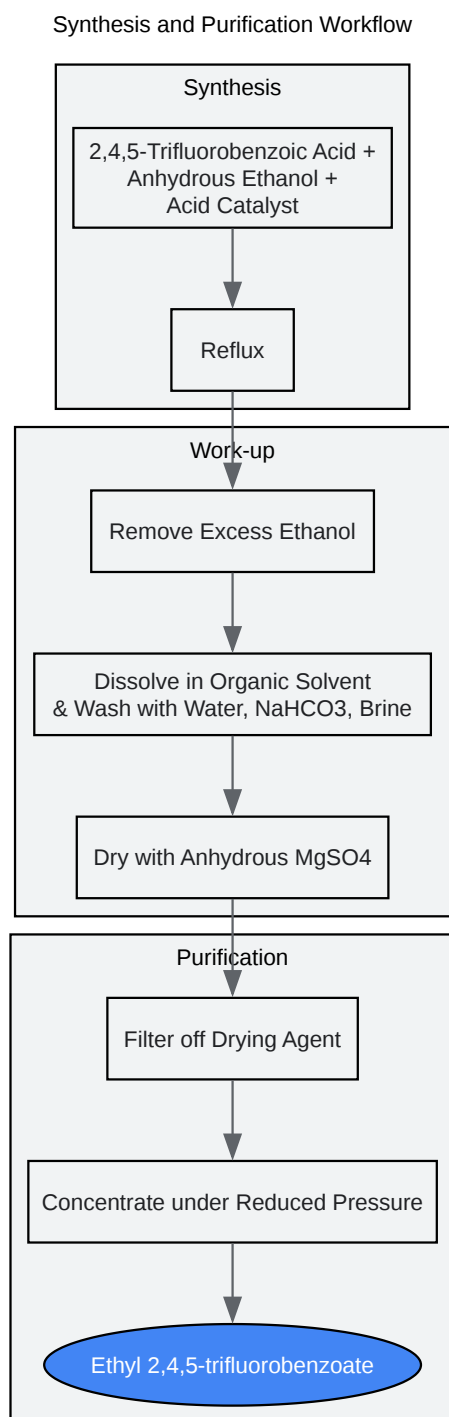 Synthesis and Purification Workflow
Synthesis
2,4,5-Trifluorobenzoic Acid +
Anhydrous Ethanol +
Acid Catalyst
Reflux
Work-up
Remove Excess Ethanol
Dissolve in Organic Solvent
& Wash with Water, NaHCO3, Brine
Dry with Anhydrous MgSO4
Purification
Filter off Drying Agent
Concentrate under Reduced Pressure
Ethyl 2,4,5-trifluorobenzoate